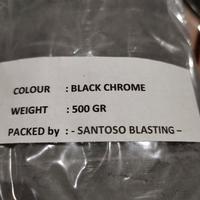 COLOUR : BLACK CHROME
WEIGHT : 500 GR
PACKED by : - SANTOSO BLASTING –